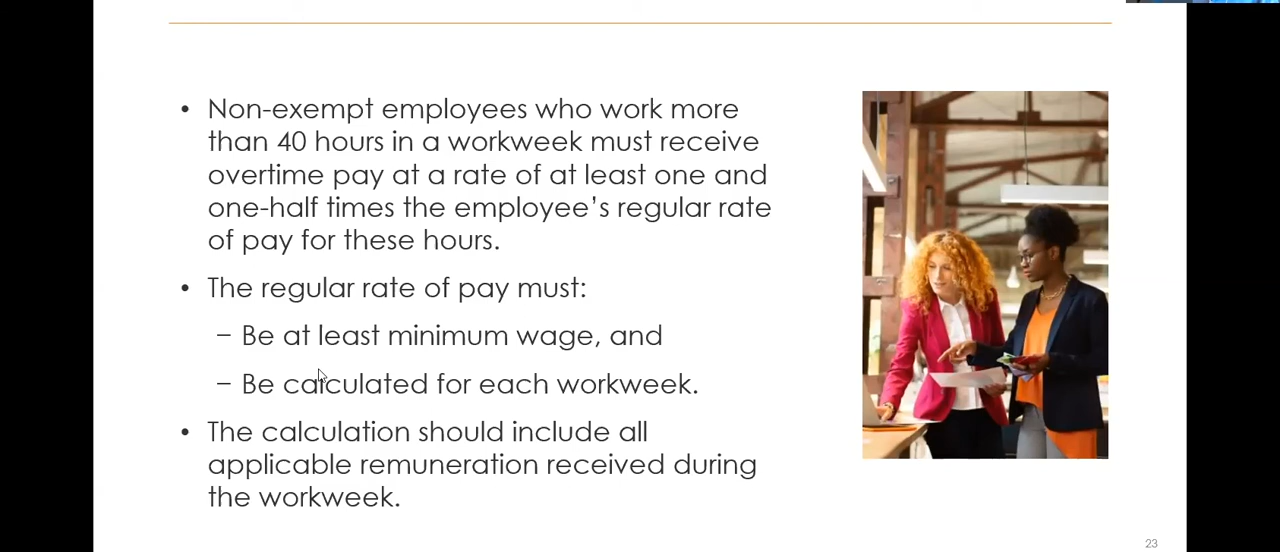 • Non-exempt employees who work more
than 40 hours in a workweek must receive
overtime pay at a rate of at least one and
one-half times the employee’s regular rate
of pay for these hours.
• The regular rate of pay must:
– Be at least minimum wage, and
– Be calculated for each workweek.
• The calculation should include all
applicable remuneration received during
the workweek.
23